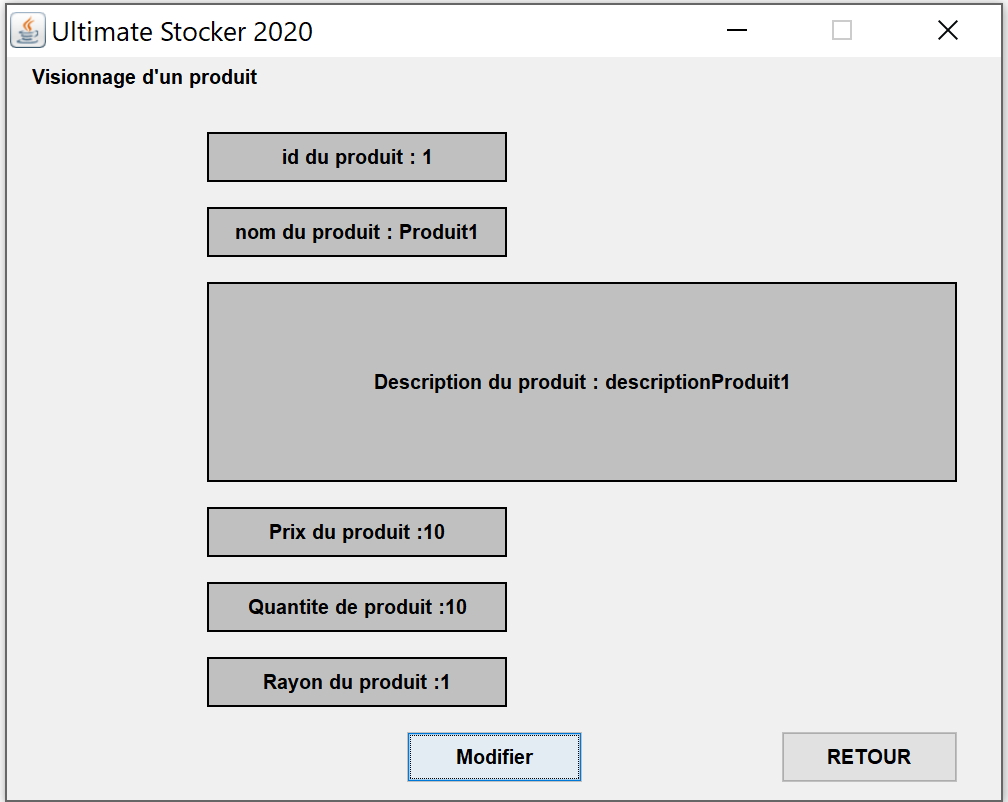 Ultimate Stocker 2020
Visionnage d'un produit
id du produit : 1
nom du produit : Produit1
Description du produit : descriptionProduit1
Prix du produit :10
Quantite de produit :10
Rayon du produit :1
Modifier
RETOUR